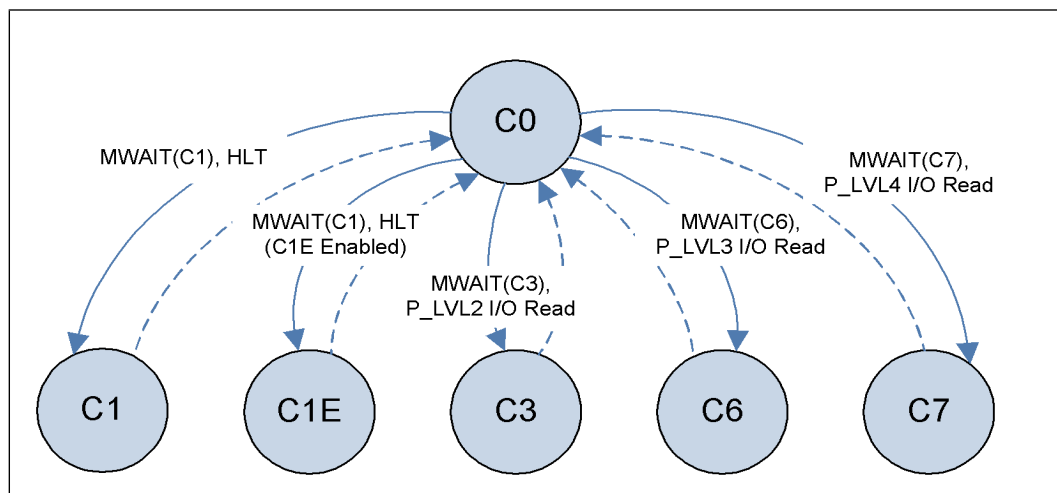 C0
MWAIT(C1), HLT
MWAIT(C1), HLT
(C1E Enabled)
MWAIT(C3),
P_LVL2 I/O Read
MWAIT(C6),
P_LVL3 I/O Read
MWAIT(C7),
P_LVL4 I/O Read
C1
C1E
C3
C6
C7